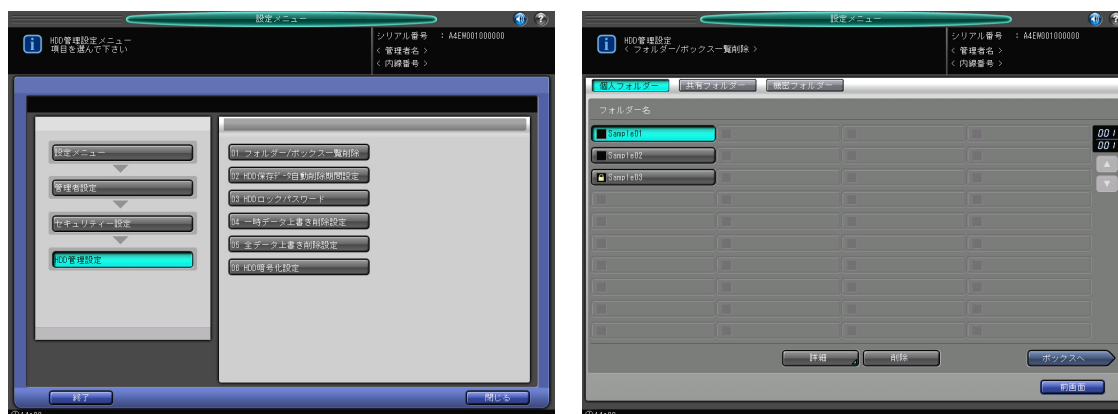 設定メニュー
HDD管理設定メニュー
項目を選んで下さい
シリアル番号 : A4EM001000000
< 管理者名 >
< 内線番号 >
設定メニュー
管理者設定
セキュリティー設定
HDD管理設定
01 フォルダー/ボックス一覧削除
02 HDD保存データ自動削除期間設定
03 HDDロックパスワード
04 一時データ上書き削除設定
05 全データ上書き削除設定
06 HDD暗号化設定
終了
閉じる
設定メニュー
HDD管理設定
< フォルダー/ボックス一覧削除 >
シリアル番号 : A4EM001000000
< 管理者名 >
< 内線番号 >
個人フォルダー 共有フォルダー 機密フォルダー
フォルダー名
Sample01
Sample02
Sample03
001
001
詳細 削除 ボックスへ
前画面